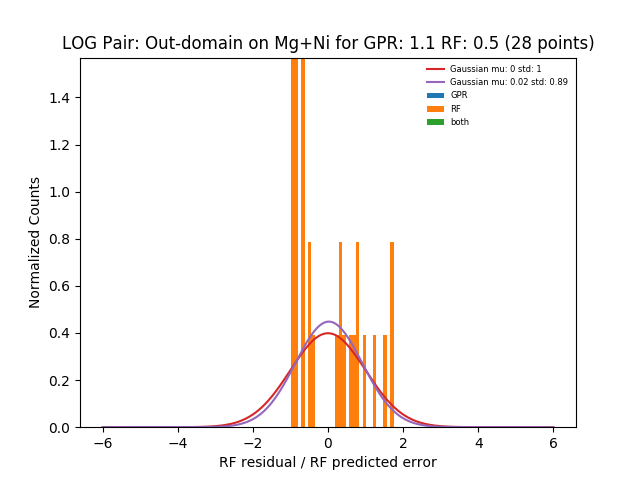 LOG Pair: Out-domain on Mg+Ni for GPR: 1.1 RF: 0.5 (28 points)
Gaussian mu: 0 std: 1
Gaussian mu: 0.02 std: 0.89
GPR
RF
both
Normalized Counts
1.4
1.2
1.0
0.8
0.6
0.4
0.2
0.0
−6 −4 −2 0 2 4 6
RF residual / RF predicted error